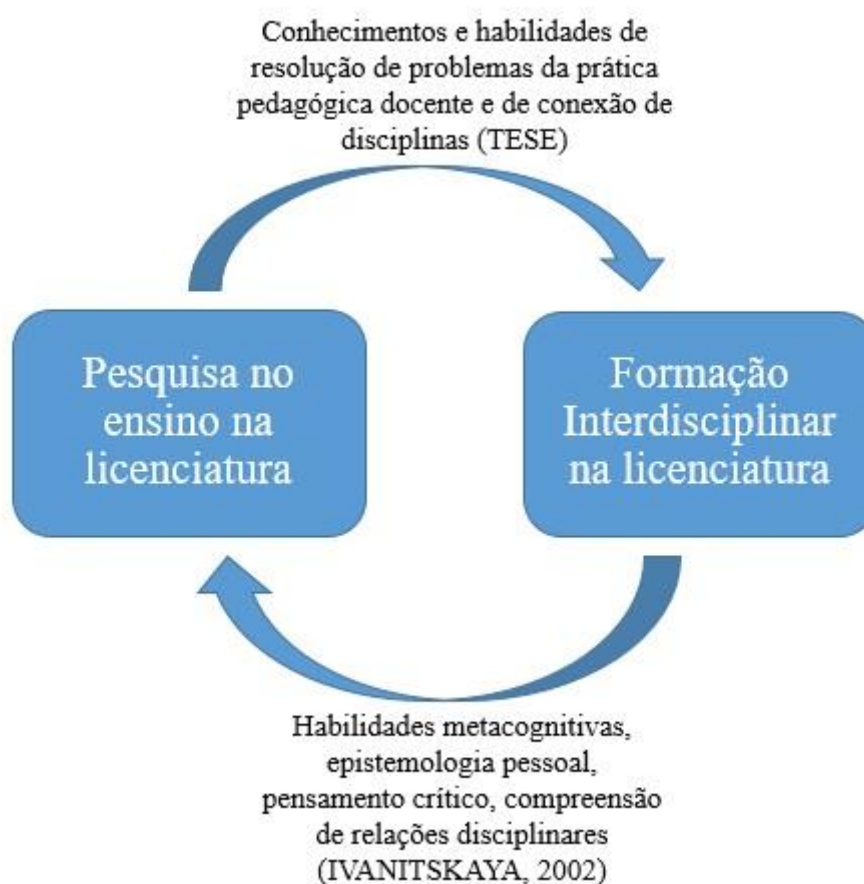 Conhecimentos e habilidades de
resolução de problemas da prática
pedagógica docente e de conexão de
disciplinas (TESE)
Pesquisa no
ensino na
licenciatura
Formação
Interdisciplinar
na licenciatura
Habilidades metacognitivas,
epistemologia pessoal,
pensamento crítico, compreensão
de relações disciplinares
(IVANITSKAYA, 2002)